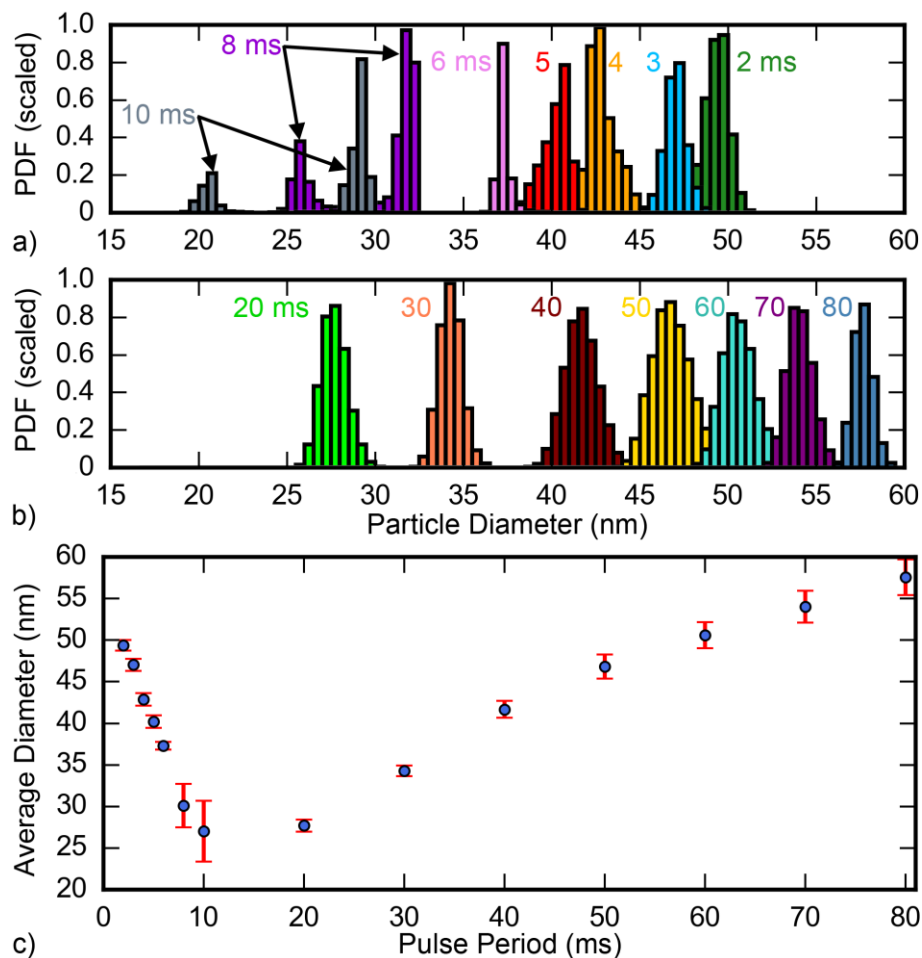 PDF (scaled)
1.0
0.8
0.6
0.4
0.2
0
8 ms
10 ms
6 ms
5
4
3
2 ms
15 20 25 30 35 40 45 50 55 60
a)
PDF (scaled)
1.0
0.8
0.6
0.4
0.2
0
20 ms
30
40
50
60
70
80
15 20 25 30 35 40 45 50 55 60
Particle Diameter (nm)
b)
Average Diameter (nm)
60
55
50
45
40
35
30
25
20
0 10 20 30 40 50 60 70 80
Pulse Period (ms)
c)